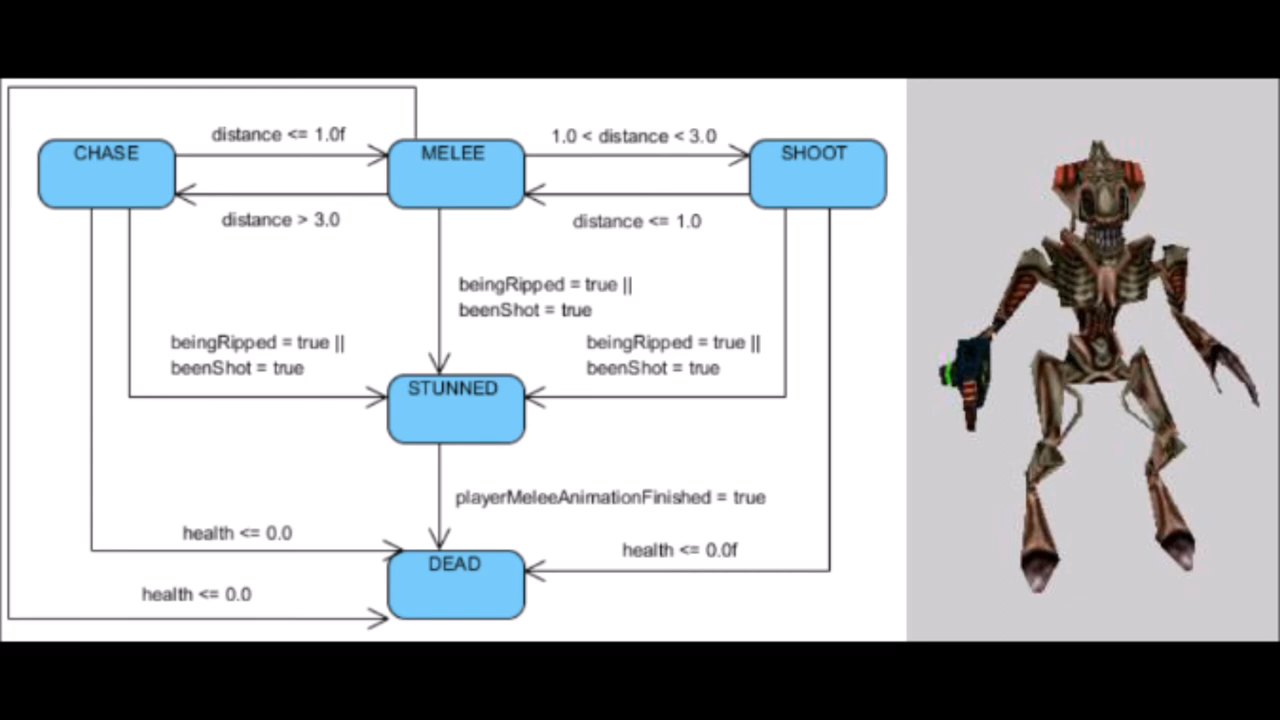 distance <= 1.0f
1.0 < distance < 3.0
CHASE
MELEE
SHOOT
distance > 3.0
distance <= 1.0
beingRipped = true ||
beenShot = true
beingRipped = true ||
beenShot = true
beingRipped = true ||
beenShot = true
STUNNED
playerMeleeAnimationFinished = true
health <= 0.0
health <= 0.0f
DEAD
health <= 0.0